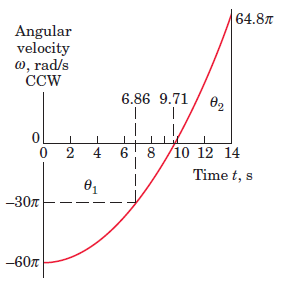 64.8π
Angular
velocity
ω, rad/s
CCW
6.86 9.71
θ2
0
0 2 4 6 8 10 12 14
Time t, s
θ1
–30π
–60π